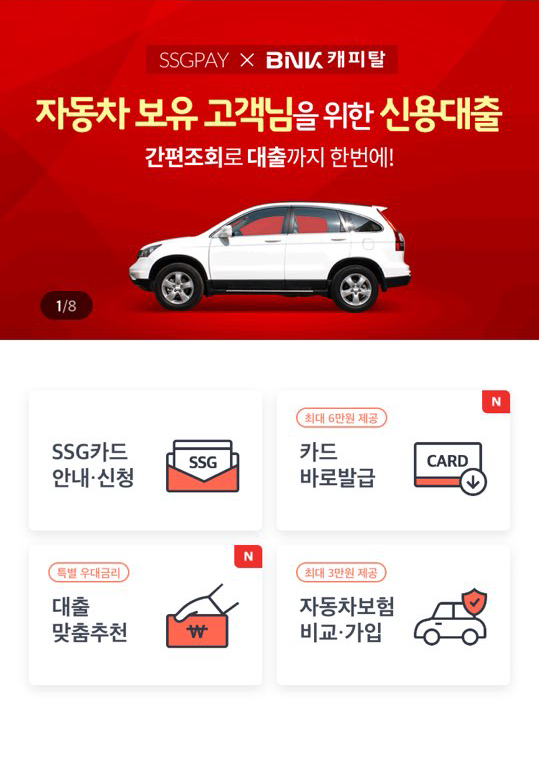 SSGPAY × BNK 캐피탈
자동차 보유 고객님을 위한 신용대출
간편조회로 대출까지 한번에!
1/8
SSG카드
안내·신청
SSG
N
최대 6만원 제공
카드
바로발급
CARD
N
특별 우대금리
대출
맞춤추천
₩
최대 3만원 제공
자동차보험
비교·가입